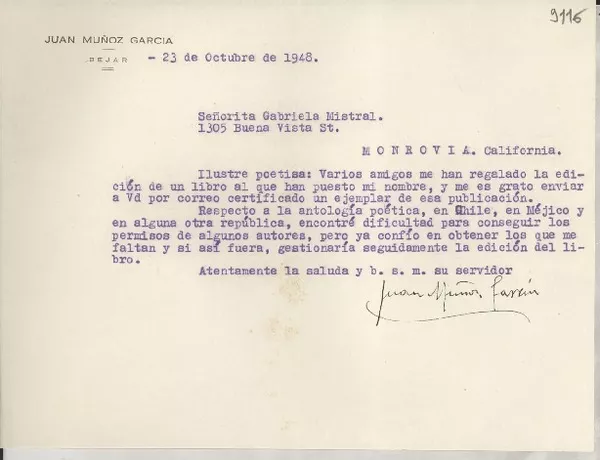 9116
JUAN MUÑOZ GARCIA
BEJAR
- 23 de Octubre de 1948.
Señorita Gabriela Mistral.
1305 Buena Vista St.
MONROVIA. California.
Ilustre poetisa: Varios amigos me han regalado la edi-
ción de un libro al que han puesto mi nombre, y me es grato enviar
a Vd por correo certificado un ejemplar de esa publicación.
Respecto a la antología poética, en Chile, en Méjico y
en alguna otra república, encontré dificultad para conseguir los
permisos de algunos autores, pero ya confío en obtener los que me
faltan y si así fuera, gestionaría seguidamente la edición del li-
bro.
Atentamente la saluda y b. s. m. su servidor
Juan Muñoz García